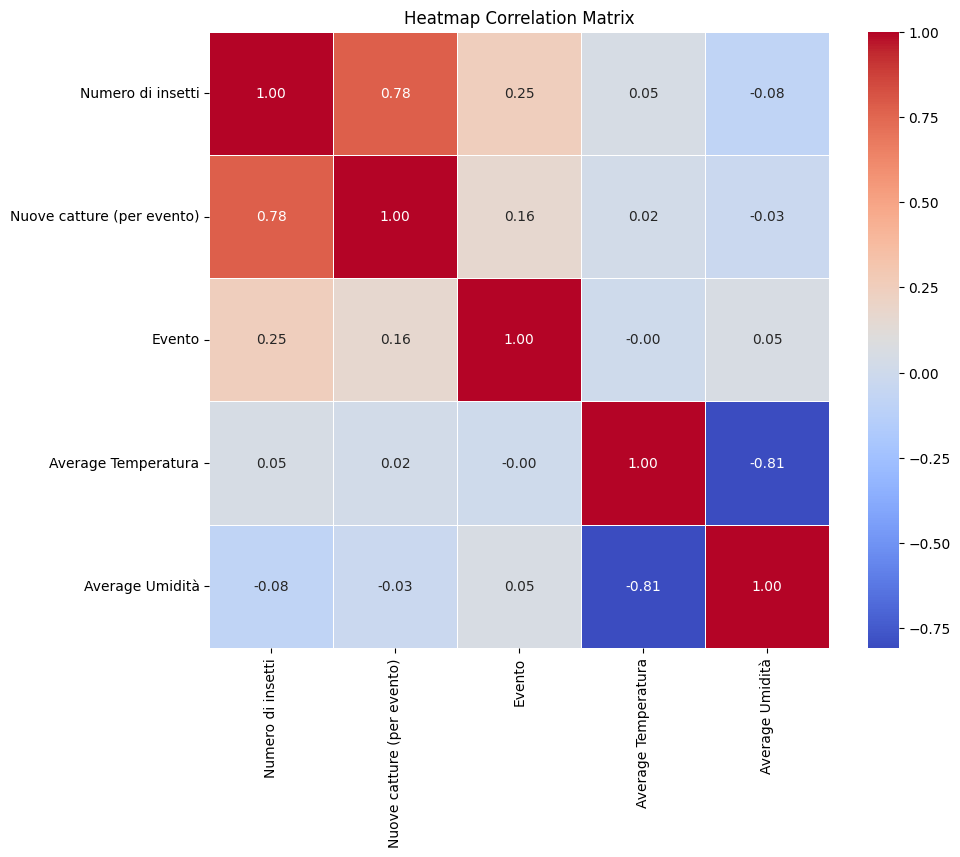 Heatmap Correlation Matrix
Numero di insetti 1.00 0.78 0.25 0.05 -0.08
Nuove catture (per evento) 0.78 1.00 0.16 0.02 -0.03
Evento 0.25 0.16 1.00 -0.00 0.05
Average Temperatura 0.05 0.02 -0.00 1.00 -0.81
Average Umidità -0.08 -0.03 0.05 -0.81 1.00
Numero di insetti
Nuove catture (per evento)
Evento
Average Temperatura
Average Umidità
1.00
0.75
0.50
0.25
0.00
−0.25
−0.50
−0.75